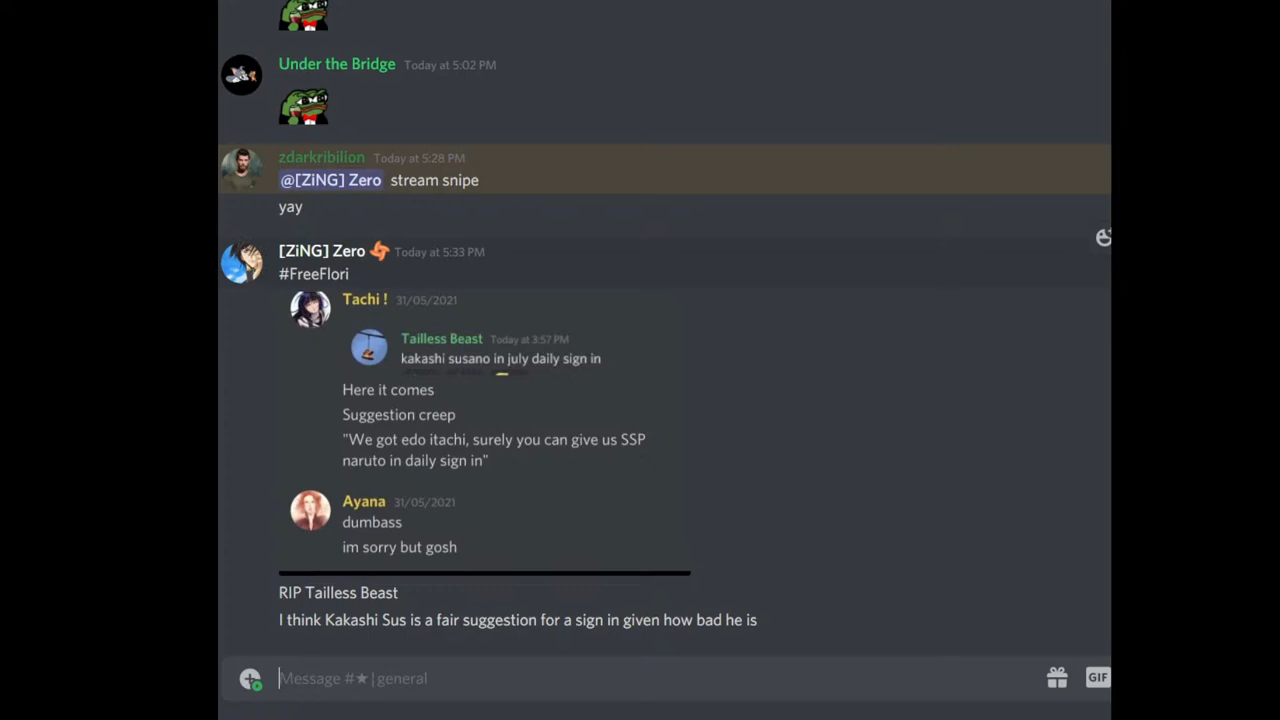 Under the Bridge Today at 5:02 PM
zdarkribilion Today at 5:28 PM
@[ZiNG] Zero stream snipe
yay
[ZiNG] Zero Today at 5:33 PM
#FreeFlori
Tachi ! 31/05/2021
Tailless Beast Today at 3:57 PM
kakashi susano in july daily sign in
Here it comes
Suggestion creep
"We got edo itachi, surely you can give us SSP
naruto in daily sign in"
Ayana 31/05/2021
dumbass
im sorry but gosh
RIP Tailless Beast
I think Kakashi Sus is a fair suggestion for a sign in given how bad he is
Message #★|general
GIF